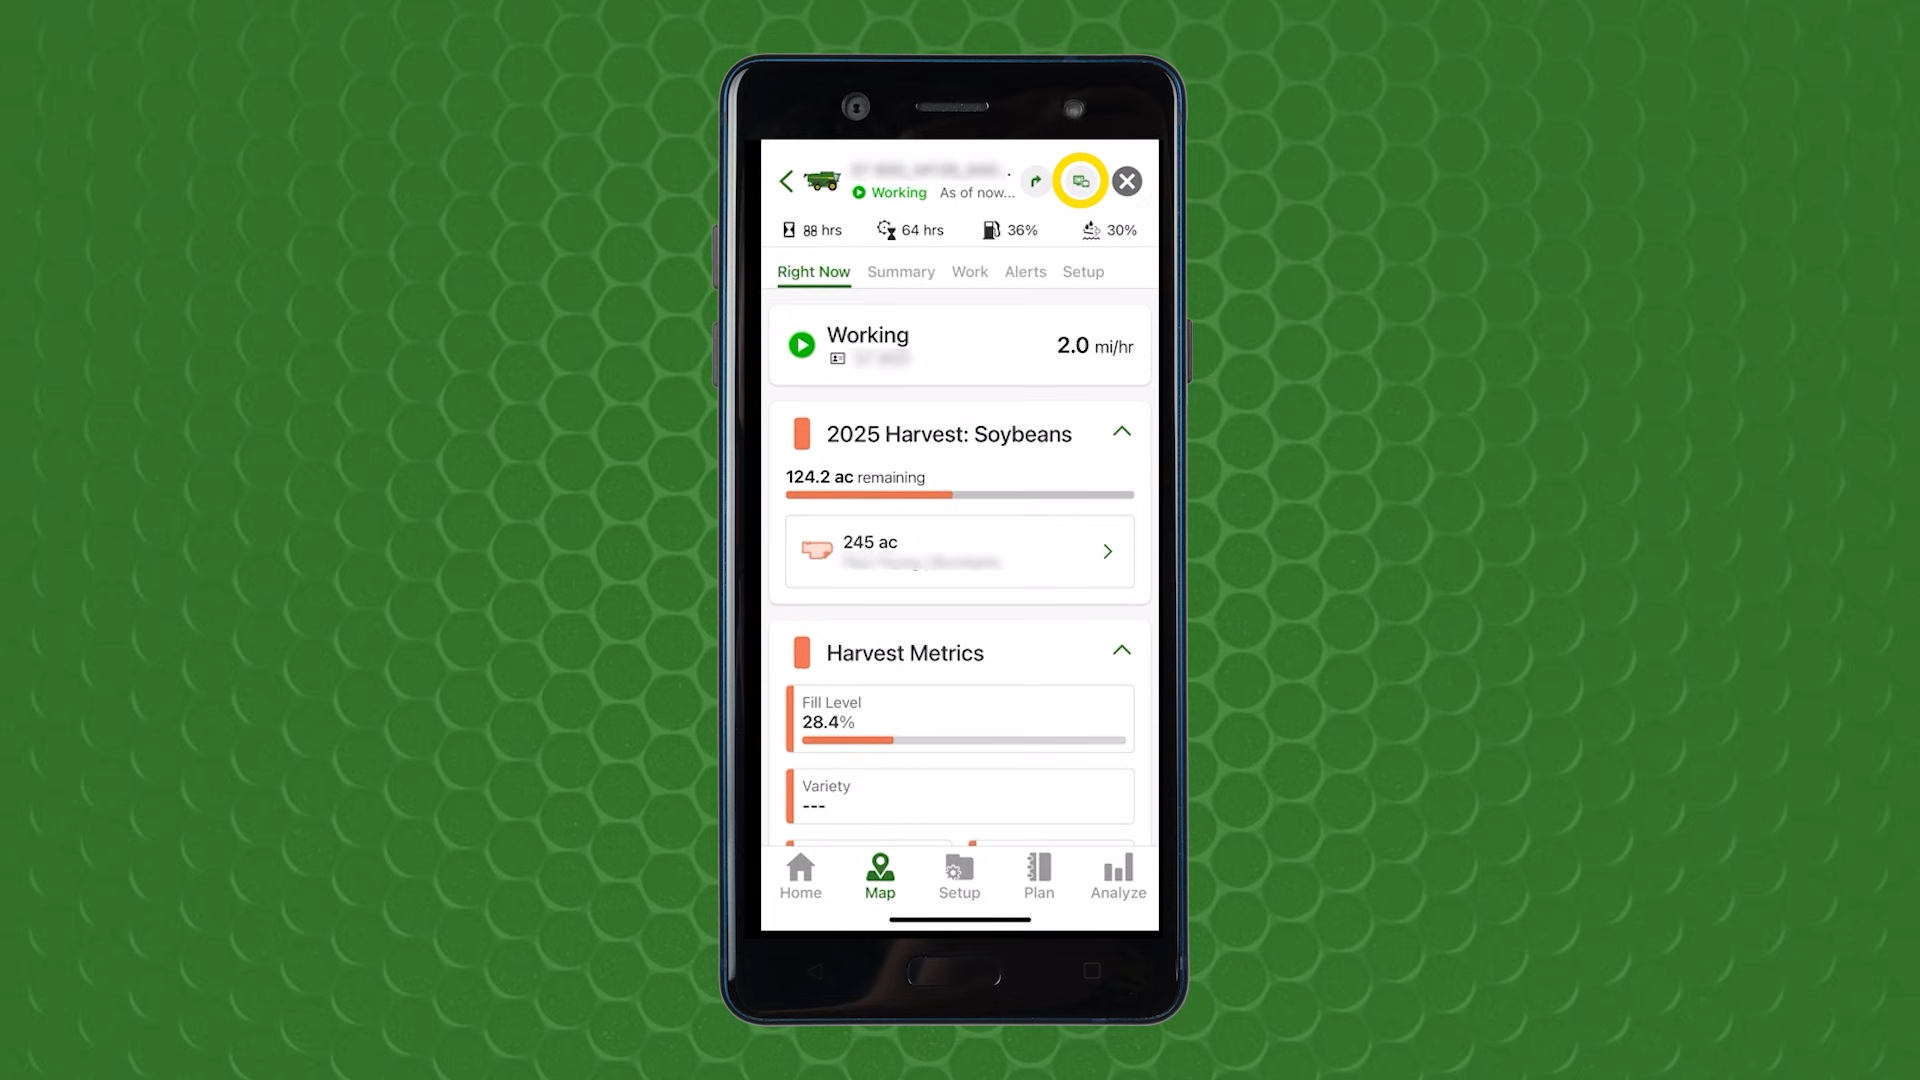 Working As of now...
88 hrs 64 hrs 36% 30%
Right Now Summary Work Alerts Setup
Working
2.0 mi/hr
2025 Harvest: Soybeans
124.2 ac remaining
245 ac
Harvest Metrics
Fill Level
28.4%
Variety
---
Home Map Setup Plan Analyze